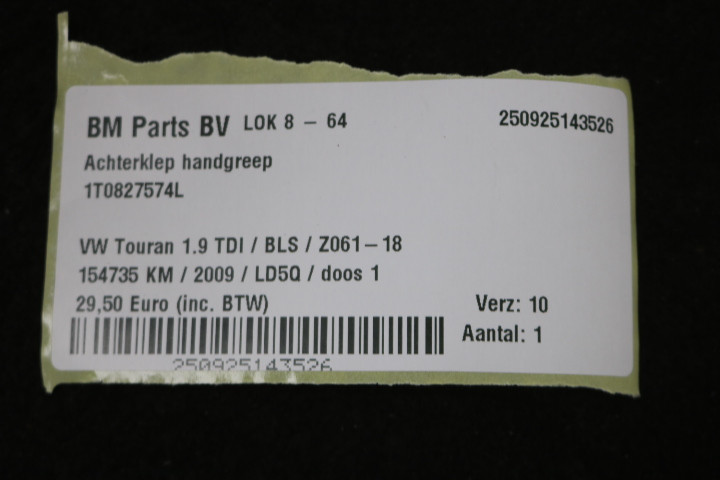 BM Parts BV LOK 8 – 64 250925143526
Achterklep handgreep
1T0827574L
VW Touran 1.9 TDI / BLS / Z061–18
154735 KM / 2009 / LD5Q / doos 1
29,50 Euro (inc. BTW) Verz: 10
Aantal: 1
250925143526